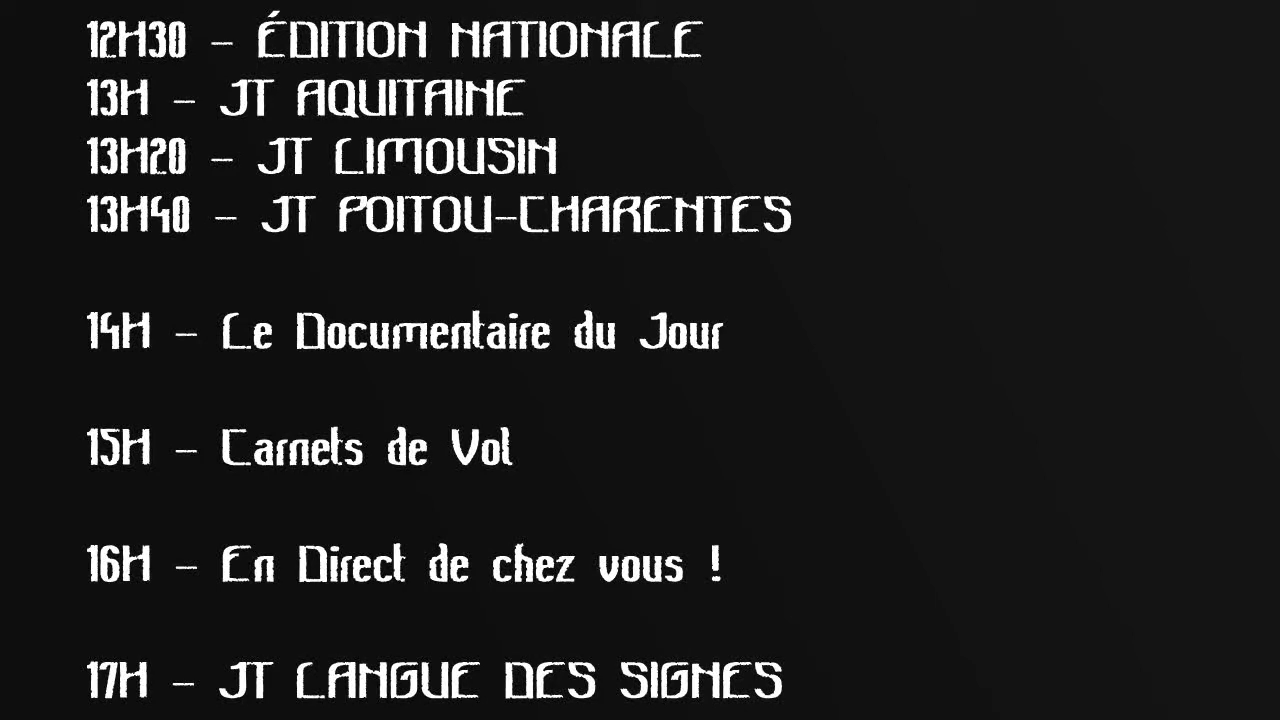 12H30 – ÉDITION NATIONALE
13H – JT AQUITAINE
13H20 – JT LIMOUSIN
13H40 – JT POITOU-CHARENTES
14H – Le Documentaire du Jour
15H – Carnets de Vol
16H – En Direct de chez vous !
17H – JT LANGUE DES SIGNES